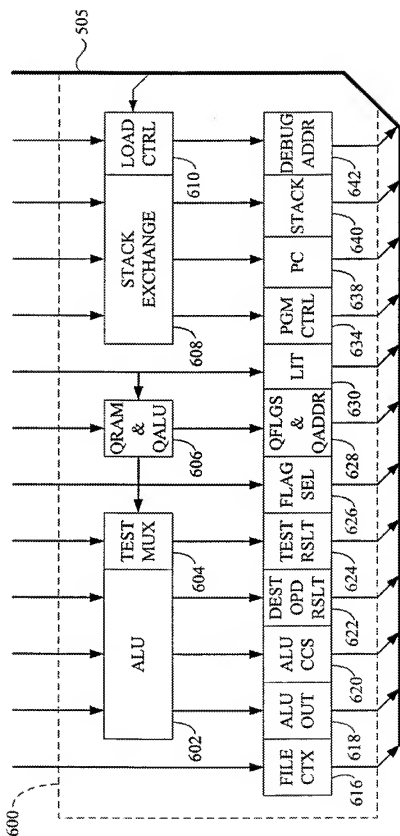 600
505
ALU
TEST
MUX
QRAM
&
QALU
STACK
EXCHANGE
LOAD
CTRL
602
604
606
608
610
FILE
CTX
ALU
OUT
ALU
CCS
DEST
OPD
RSLT
TEST
RSLT
FLAG
SEL
QFLGS
&
QADDR
LIT
PGM
CTRL
PC
STACK
DEBUG
ADDR
616
618
620
622
624
626
628
630
634
638
640
642